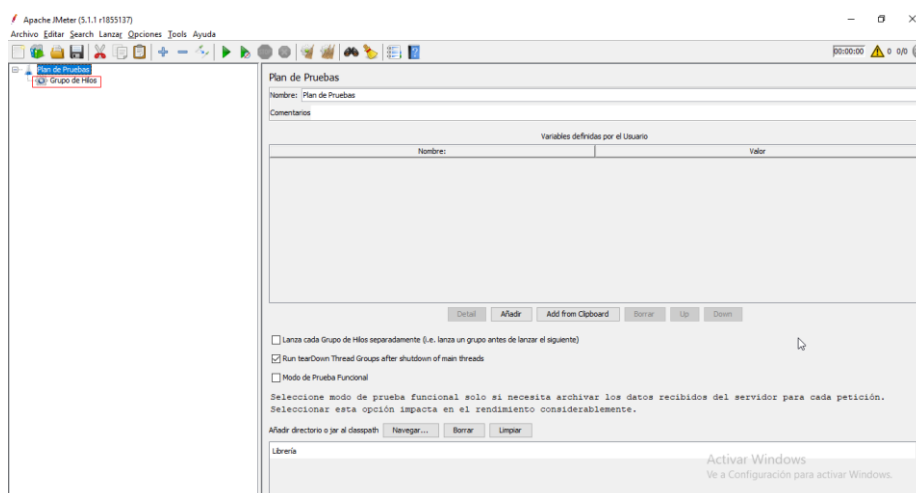 Apache JMeter (5.1.1 r1855137)
Archivo Editar Search Lanzar Opciones Tools Ayuda
00:00:00 0 0/0
Plan de Pruebas
Grupo de Hilos
Plan de Pruebas
Nombre: Plan de Pruebas
Comentarios
Variables definidas por el Usuario
Nombre: Valor
Detail Añadir Add from Clipboard Borrar Up Down
Lanza cada Grupo de Hilos separadamente (i.e. lanza un grupo antes de lanzar el siguiente)
Run tearDown Thread Groups after shutdown of main threads
Modo de Prueba Funcional
Seleccione modo de prueba funcional solo si necesita archivar los datos recibidos del servidor para cada petición.
Seleccionar esta opción impacta en el rendimiento considerablemente.
Añadir directorio o jar al classpath Navegar... Borrar Limpiar
Librería
Activar Windows
Ve a Configuración para activar Windows.